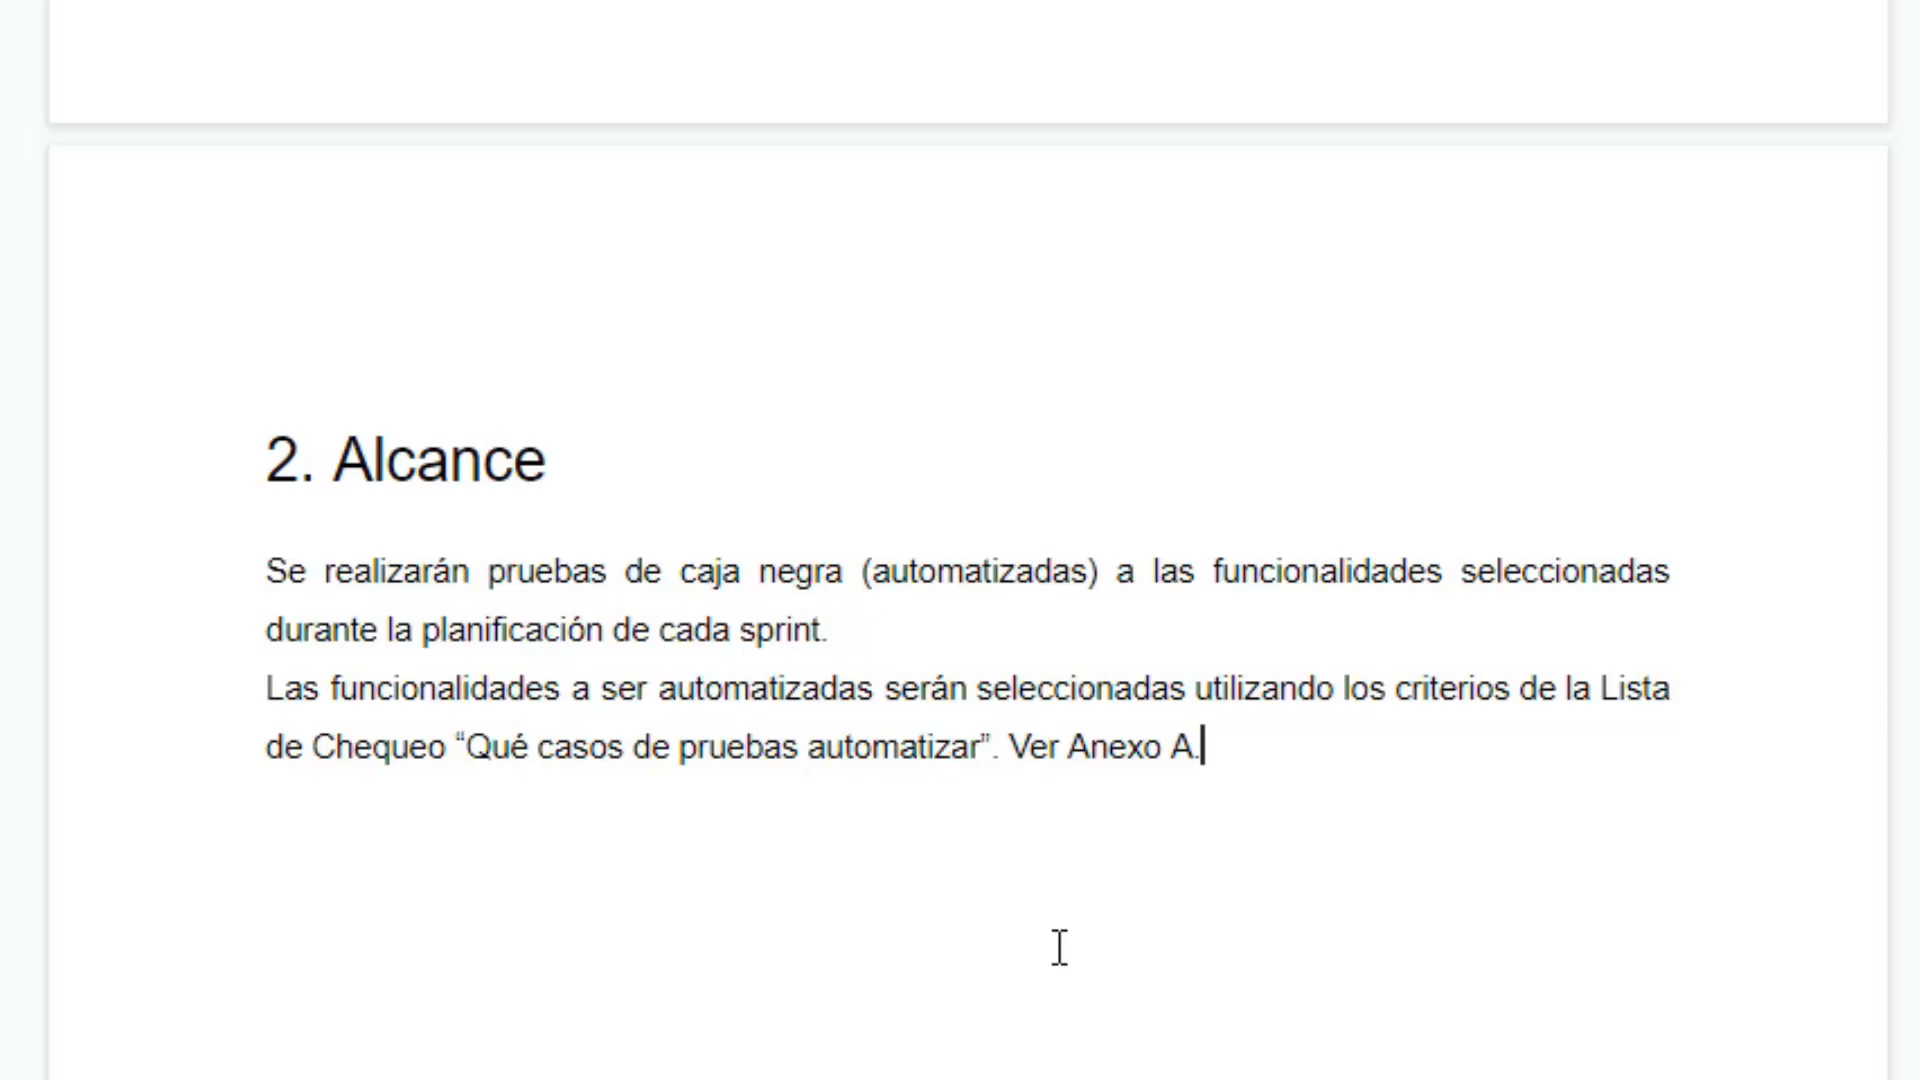 2. Alcance
Se realizarán pruebas de caja negra (automatizadas) a las funcionalidades seleccionadas
durante la planificación de cada sprint.
Las funcionalidades a ser automatizadas serán seleccionadas utilizando los criterios de la Lista
de Chequeo “Qué casos de pruebas automatizar”. Ver Anexo A.